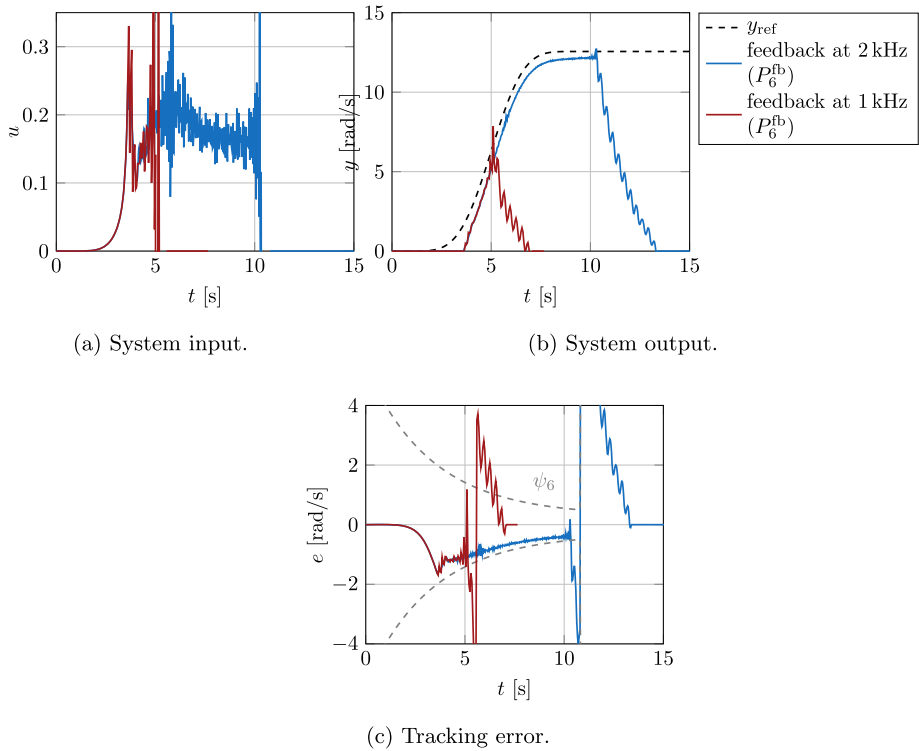 0.3
0.2
0.1
0
u
0
5
10
15
t [s]
(a) System input.
15
10
5
0
y [rad/s]
0
5
10
15
t [s]
(b) System output.
y_ref
feedback at 2 kHz
(P_6^fb)
feedback at 1 kHz
(P_6^fb)
4
2
0
−2
−4
e [rad/s]
ψ_6
0
5
10
15
t [s]
(c) Tracking error.